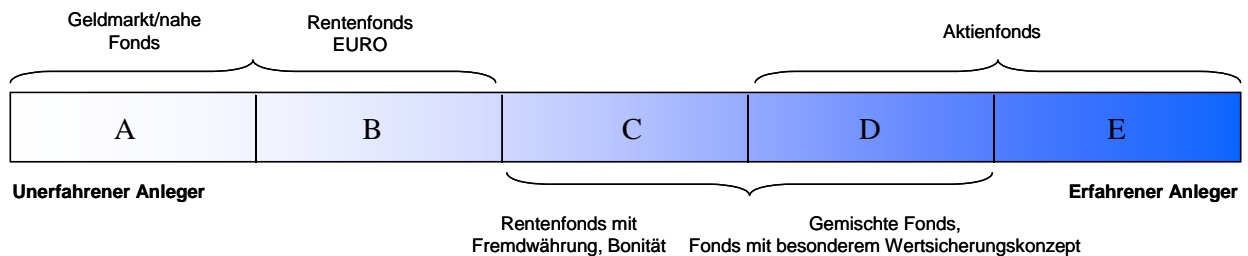 Geldmarkt/nahe
Fonds
Rentenfonds
EURO
Aktienfonds
A
B
C
D
E
Unerfahrener Anleger
Erfahrener Anleger
Rentenfonds mit
Fremdwährung, Bonität
Gemischte Fonds,
Fonds mit besonderem Wertsicherungskonzept